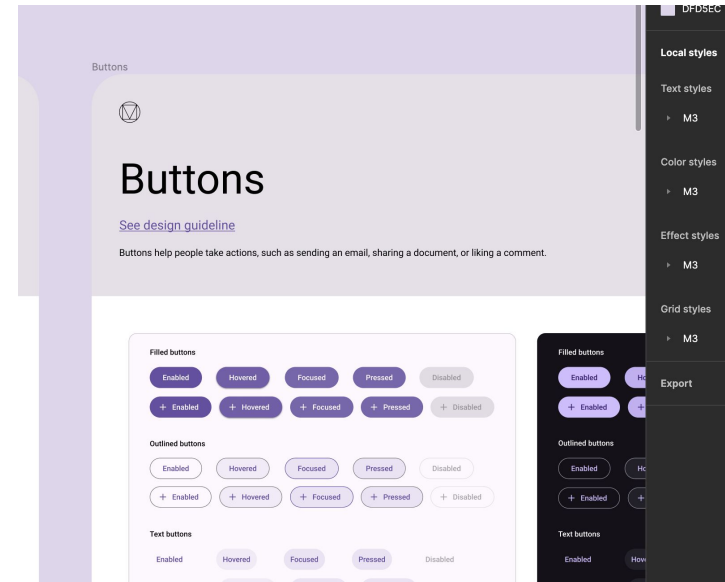 DFD5EC
Local styles
Text styles
M3
Color styles
M3
Effect styles
M3
Grid styles
M3
Export
Buttons
Buttons
See design guideline
Buttons help people take actions, such as sending an email, sharing a document, or liking a comment.
Filled buttons
Enabled Hovered Focused Pressed Disabled
+ Enabled + Hovered + Focused + Pressed + Disabled
Outlined buttons
Enabled Hovered Focused Pressed Disabled
+ Enabled + Hovered + Focused + Pressed + Disabled
Text buttons
Enabled Hovered Focused Pressed Disabled
Filled buttons
Enabled Ho
+ Enabled +
Outlined buttons
Enabled Ho
+ Enabled +
Text buttons
Enabled Hove